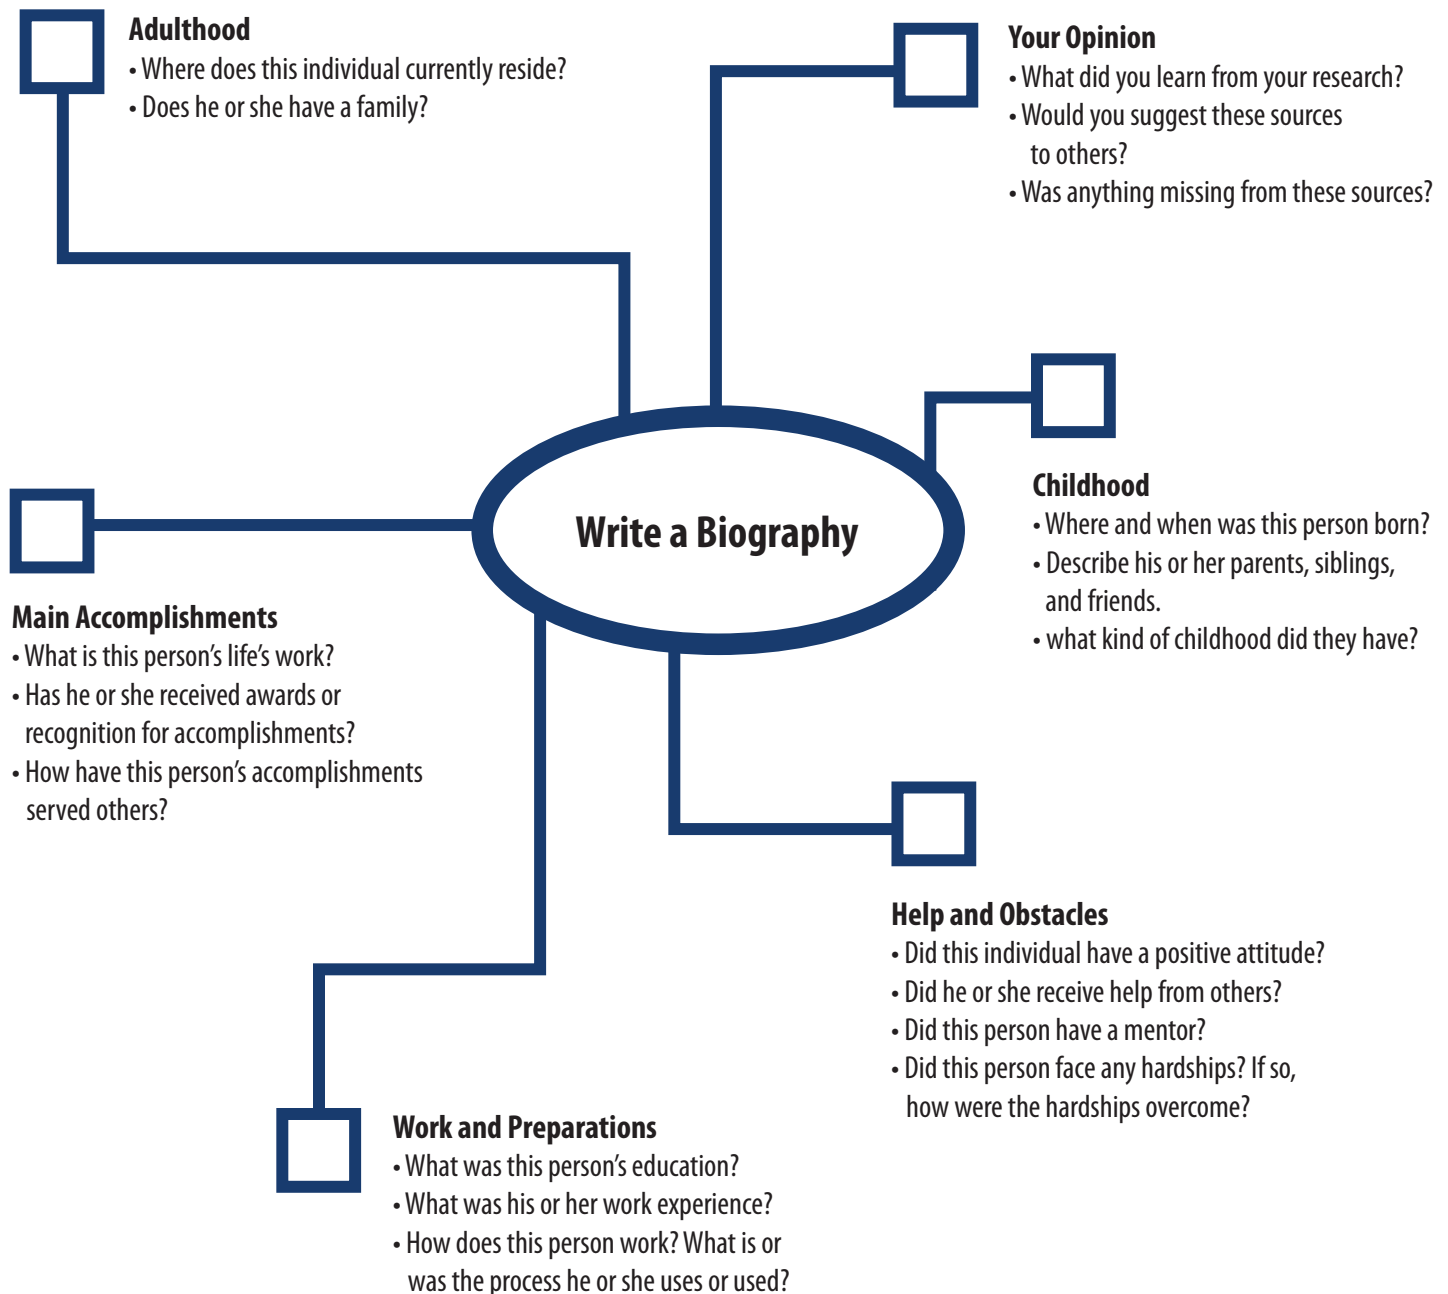 Adulthood
• Where does this individual currently reside?
• Does he or she have a family?
Your Opinion
• What did you learn from your research?
• Would you suggest these sources
to others?
• Was anything missing from these sources?
Childhood
• Where and when was this person born?
• Describe his or her parents, siblings,
and friends.
• what kind of childhood did they have?
Write a Biography
Main Accomplishments
• What is this person’s life’s work?
• Has he or she received awards or
recognition for accomplishments?
• How have this person’s accomplishments
served others?
Help and Obstacles
• Did this individual have a positive attitude?
• Did he or she receive help from others?
• Did this person have a mentor?
• Did this person face any hardships? If so,
how were the hardships overcome?
Work and Preparations
• What was this person’s education?
• What was his or her work experience?
• How does this person work? What is or
was the process he or she uses or used?